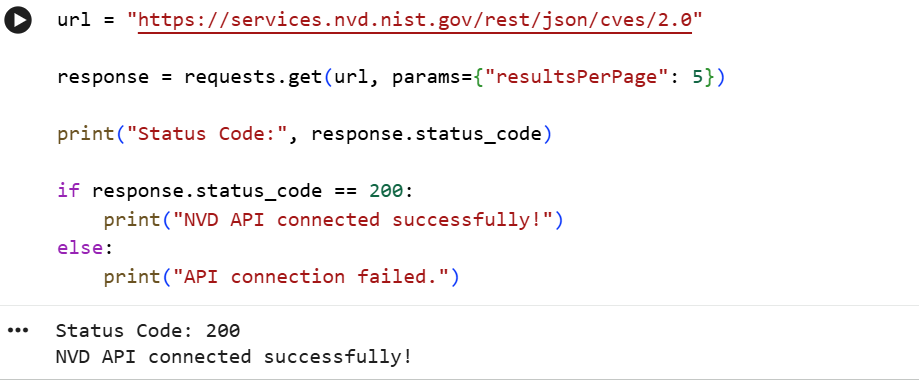 url = "https://services.nvd.nist.gov/rest/json/cves/2.0"
response = requests.get(url, params={"resultsPerPage": 5})
print("Status Code:", response.status_code)
if response.status_code == 200:
    print("NVD API connected successfully!")
else:
    print("API connection failed.")
Status Code: 200
NVD API connected successfully!